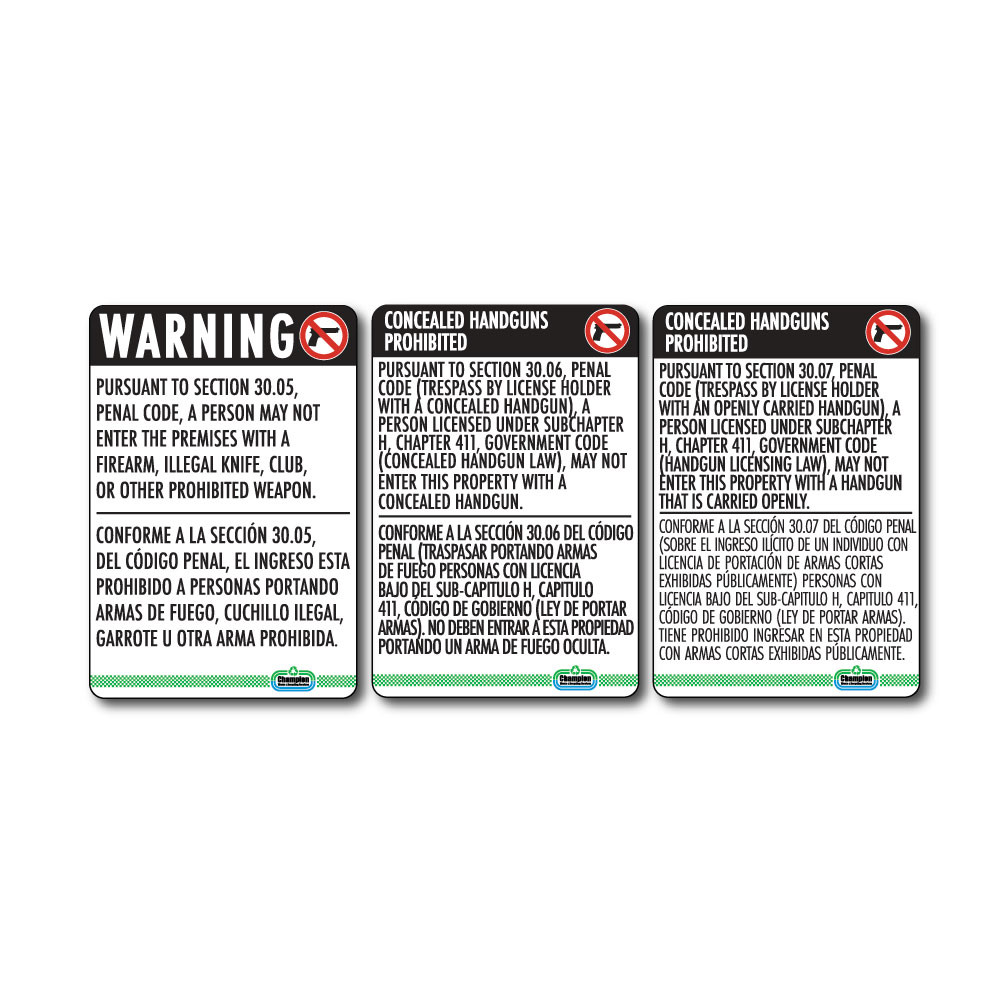 WARNING
PURSUANT TO SECTION 30.05,
PENAL CODE, A PERSON MAY NOT
ENTER THE PREMISES WITH A
FIREARM, ILLEGAL KNIFE, CLUB,
OR OTHER PROHIBITED WEAPON.
CONFORME A LA SECCIÓN 30.05,
DEL CÓDIGO PENAL, EL INGRESO ESTA
PROHIBIDO A PERSONAS PORTANDO
ARMAS DE FUEGO, CUCHILLO ILEGAL,
GARROTE U OTRA ARMA PROHIBIDA.
Champion
CONCEALED HANDGUNS
PROHIBITED
PURSUANT TO SECTION 30.06, PENAL
CODE (TRESPASS BY LICENSE HOLDER
WITH A CONCEALED HANDGUN), A
PERSON LICENSED UNDER SUBCHAPTER
H, CHAPTER 411, GOVERNMENT CODE
(CONCEALED HANDGUN LAW), MAY NOT
ENTER THIS PROPERTY WITH A
CONCEALED HANDGUN.
CONFORME A LA SECCIÓN 30.06 DEL CÓDIGO
PENAL (TRASPASAR PORTANDO ARMAS
DE FUEGO PERSONAS CON LICENCIA
BAJO DEL SUB-CAPITULO H, CAPITULO
411, CÓDIGO DE GOBIERNO (LEY DE PORTAR
ARMAS). NO DEBEN ENTRAR A ESTA PROPIEDAD
PORTANDO UN ARMA DE FUEGO OCULTA.
Champion
CONCEALED HANDGUNS
PROHIBITED
PURSUANT TO SECTION 30.07, PENAL
CODE (TRESPASS BY LICENSE HOLDER
WITH AN OPENLY CARRIED HANDGUN), A
PERSON LICENSED UNDER SUBCHAPTER
H, CHAPTER 411, GOVERNMENT CODE
(HANDGUN LICENSING LAW), MAY NOT
ENTER THIS PROPERTY WITH A HANDGUN
THAT IS CARRIED OPENLY.
CONFORME A LA SECCIÓN 30.07 DEL CÓDIGO PENAL
(SOBRE EL INGRESO ILÍCITO DE UN INDIVIDUO CON
LICENCIA DE PORTACIÓN DE ARMAS CORTAS
EXHIBIDAS PÚBLICAMENTE) PERSONAS CON
LICENCIA BAJO DEL SUB-CAPITULO H, CAPITULO 411,
CÓDIGO DE GOBIERNO (LEY DE PORTAR ARMAS).
TIENE PROHIBIDO INGRESAR EN ESTA PROPIEDAD
CON ARMAS CORTAS EXHIBIDAS PÚBLICAMENTE.
Champion